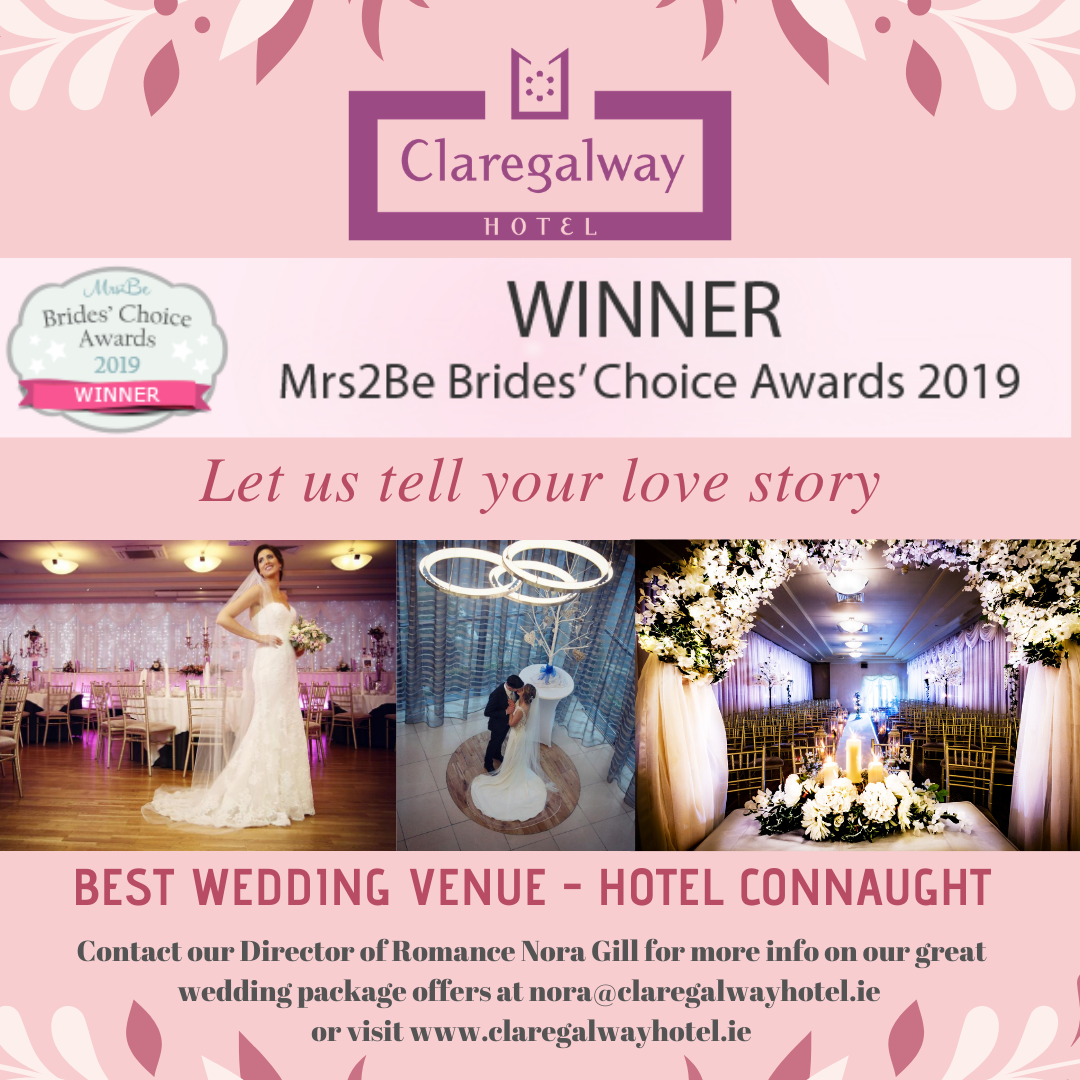 Claregalway
HOTEL
Mrs2Be
Brides' Choice
Awards
2019
WINNER
WINNER
Mrs2Be Brides' Choice Awards 2019
Let us tell your love story
BEST WEDDING VENUE - HOTEL CONNAUGHT
Contact our Director of Romance Nora Gill for more info on our great
wedding package offers at nora@claregalwayhotel.ie
or visit www.claregalwayhotel.ie